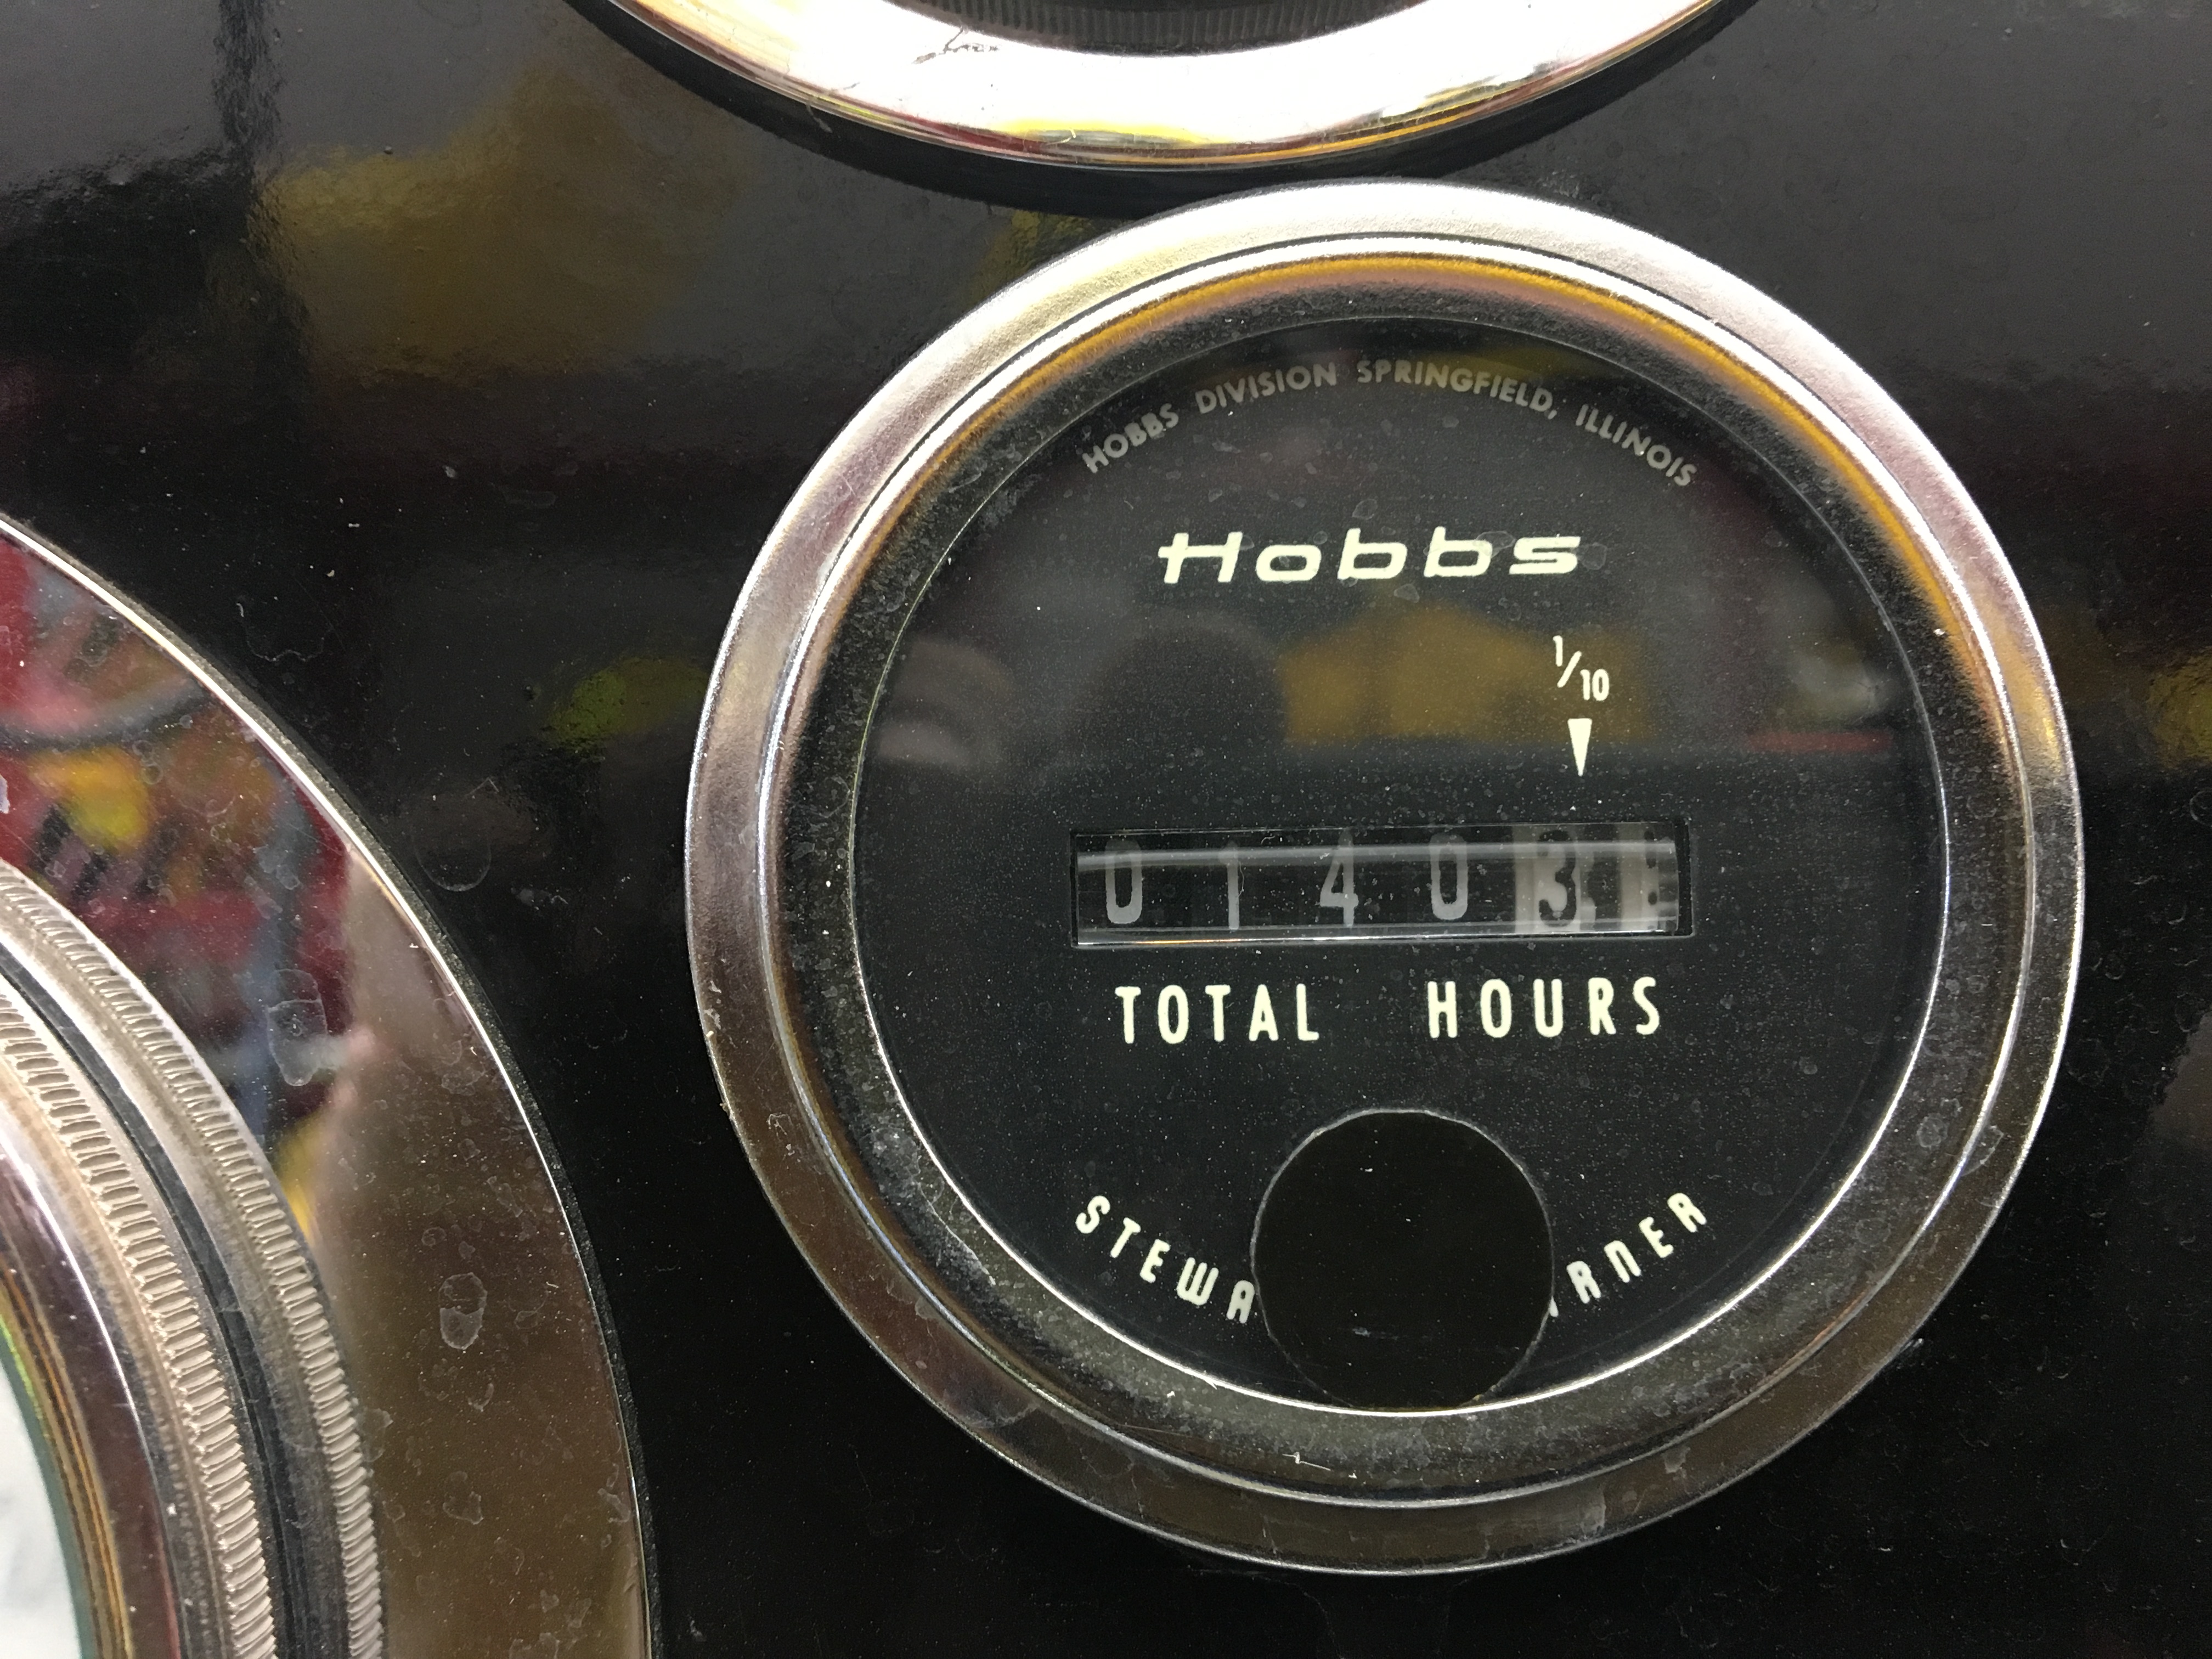 HOBBS DIVISION SPRINGFIELD, ILLINOIS
Hobbs
1/10
0 1 4 0 3
TOTAL HOURS
STEWA RNER